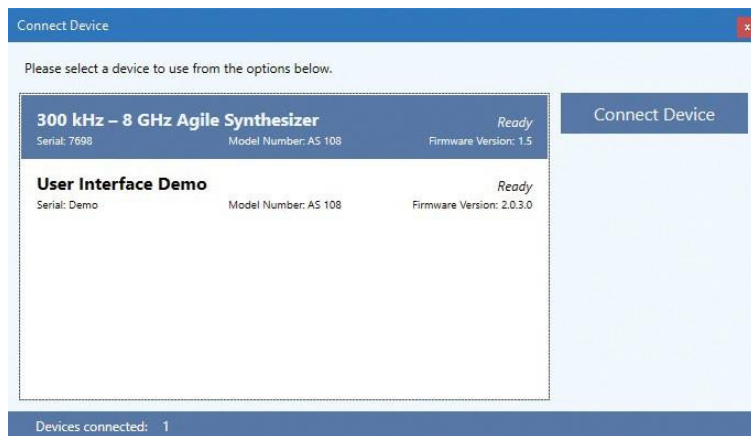 Connect Device
x
Please select a device to use from the options below.
300 kHz – 8 GHz Agile Synthesizer Ready
Serial: 7698 Model Number: AS 108 Firmware Version: 1.5
Connect Device
User Interface Demo Ready
Serial: Demo Model Number: AS 108 Firmware Version: 2.0.3.0
Devices connected: 1